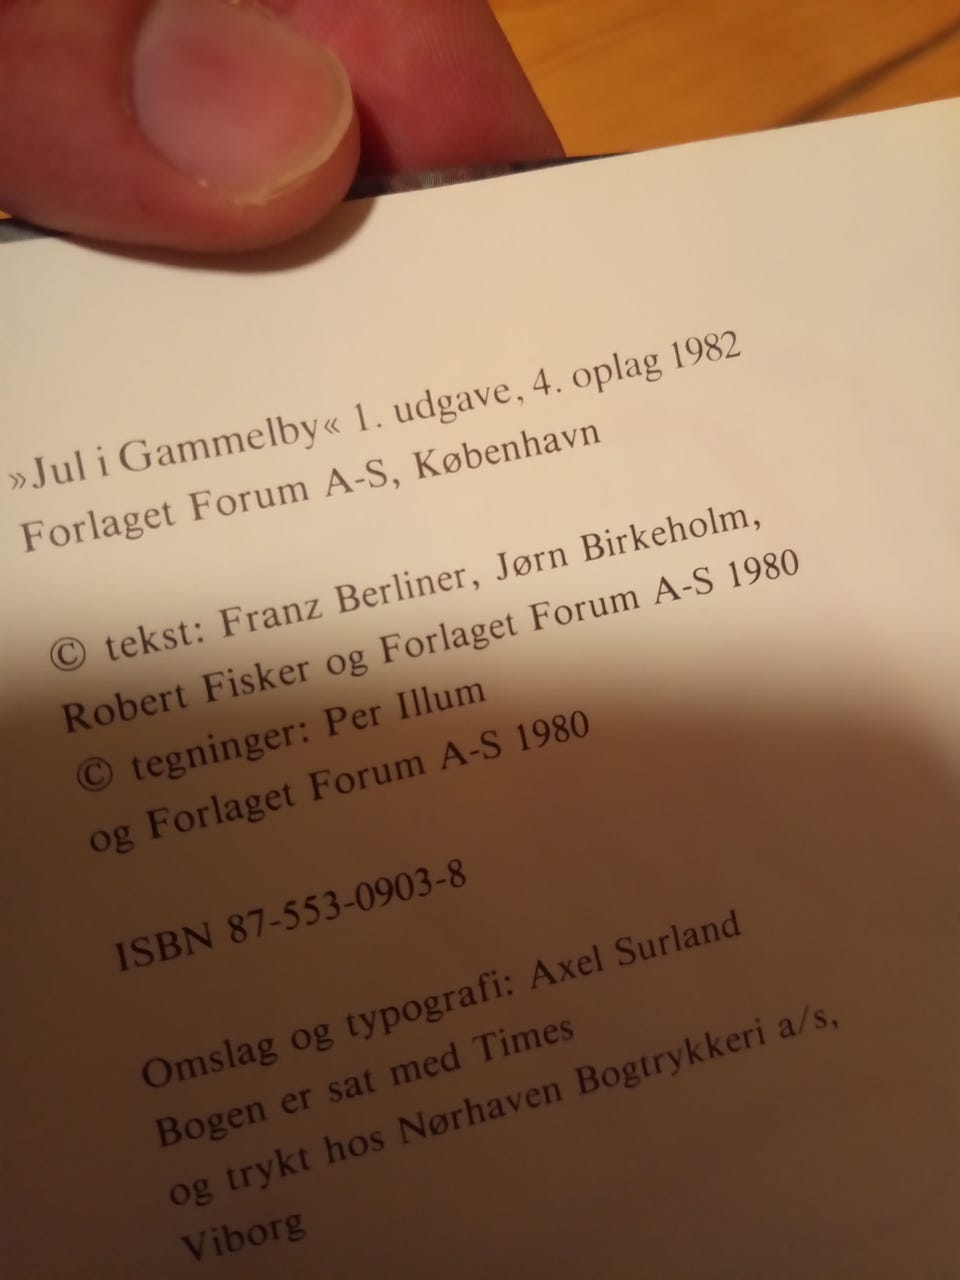 »Jul i Gammelby« 1. udgave, 4. oplag 1982
Forlaget Forum A-S, København
© tekst: Franz Berliner, Jørn Birkeholm,
Robert Fisker og Forlaget Forum A-S 1980
© tegninger: Per Illum
og Forlaget Forum A-S 1980
ISBN 87-553-0903-8
Omslag og typografi: Axel Surland
Bogen er sat med Times
og trykt hos Nørhaven Bogtrykkeri a/s,
Viborg